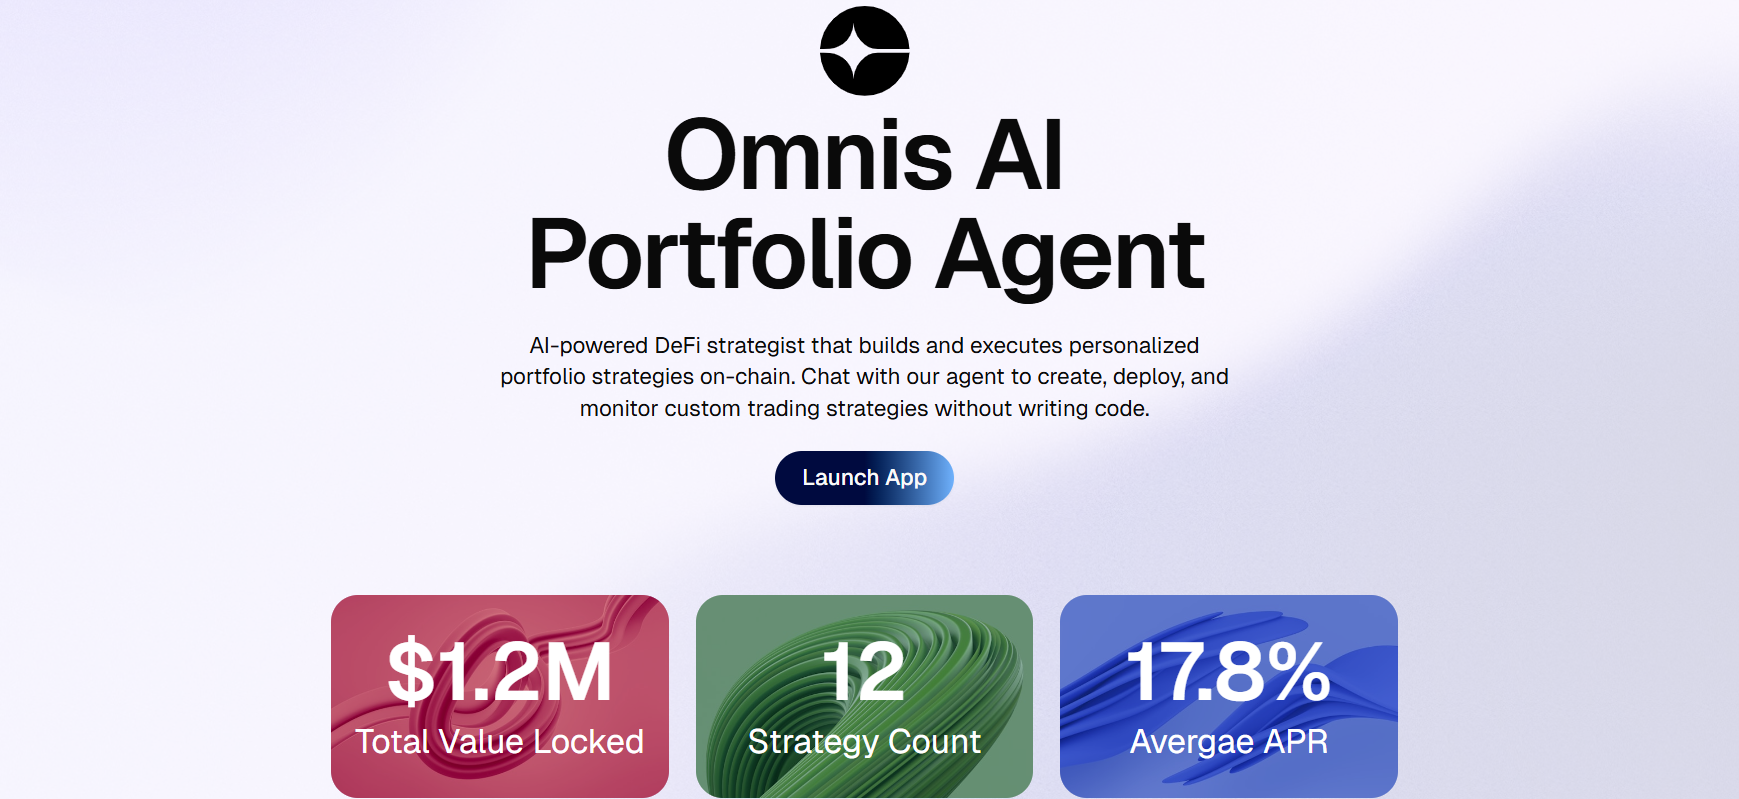 Omnis AI
Portfolio Agent
AI-powered DeFi strategist that builds and executes personalized
portfolio strategies on-chain. Chat with our agent to create, deploy, and
monitor custom trading strategies without writing code.
Launch App
$1.2M
Total Value Locked
12
Strategy Count
17.8%
Avergae APR